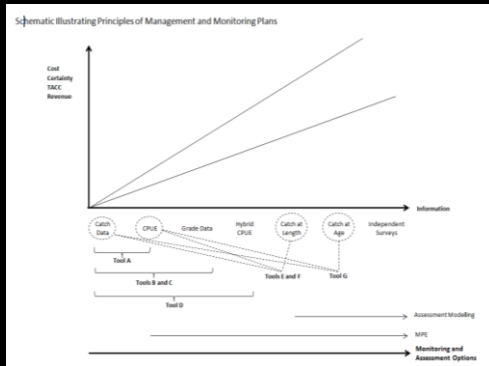 Schematic Illustrating Principles of Management and Monitoring Plans
Cost
Certainty
TACC
Revenue
Information
Catch Data
CPUE
Grade Data
Hybrid CPUE
Catch at Length
Catch at Age
Independent Surveys
Tool A
Tools B and C
Tool D
Tools E and F
Tool G
Assessment Modelling
MPE
Monitoring and
Assessment Options